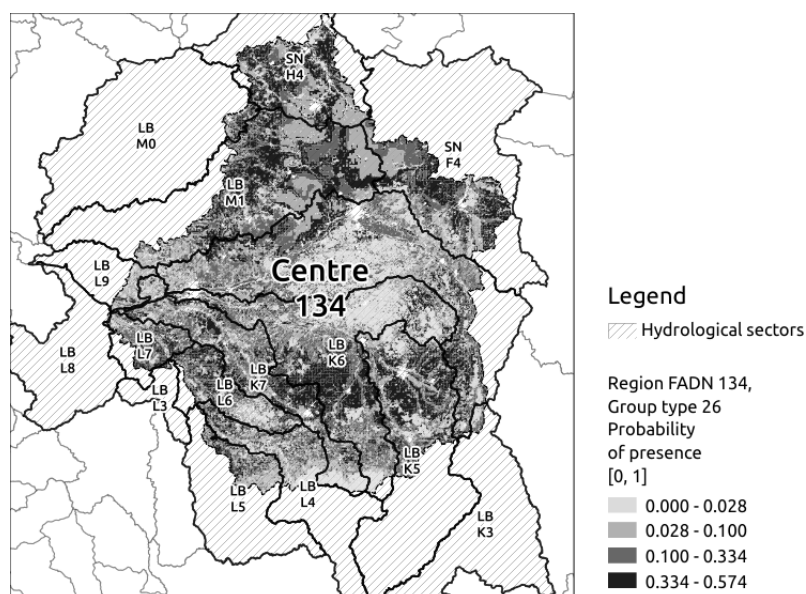 SN
H4
LB
M0
SN
F4
LB
M1
Centre
134
LB
L9
LB
L8
LB
L7
LB
K6
LB
K7
LB
L6
LB
L3
LB
K5
LB
L5
LB
L4
LB
K3
Legend
Hydrological sectors
Region FADN 134,
Group type 26
Probability
of presence
[0, 1]
0.000 - 0.028
0.028 - 0.100
0.100 - 0.334
0.334 - 0.574